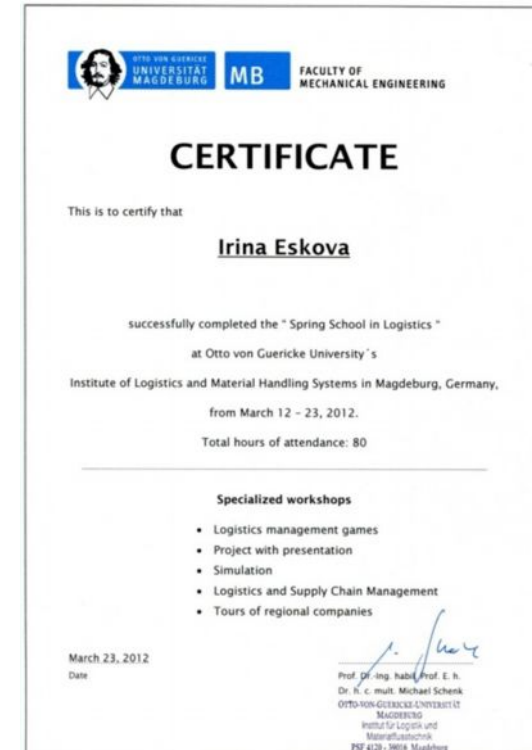 OTTO VON GUERICKE
UNIVERSITÄT
MAGDEBURG
MB
FACULTY OF
MECHANICAL ENGINEERING
CERTIFICATE
This is to certify that
Irina Eskova
successfully completed the " Spring School in Logistics "
at Otto von Guericke University´s
Institute of Logistics and Material Handling Systems in Magdeburg, Germany,
from March 12 – 23, 2012.
Total hours of attendance: 80
Specialized workshops
• Logistics management games
• Project with presentation
• Simulation
• Logistics and Supply Chain Management
• Tours of regional companies
March 23, 2012
Date
Prof. Dr.-Ing. habil. Prof. E. h.
Dr. h. c. mult. Michael Schenk
OTTO-VON-GUERICKE-UNIVERSITÄT
MAGDEBURG
Institut für Logistik und
Materialflusstechnik
PSF 4120 - 39016 Magdeburg